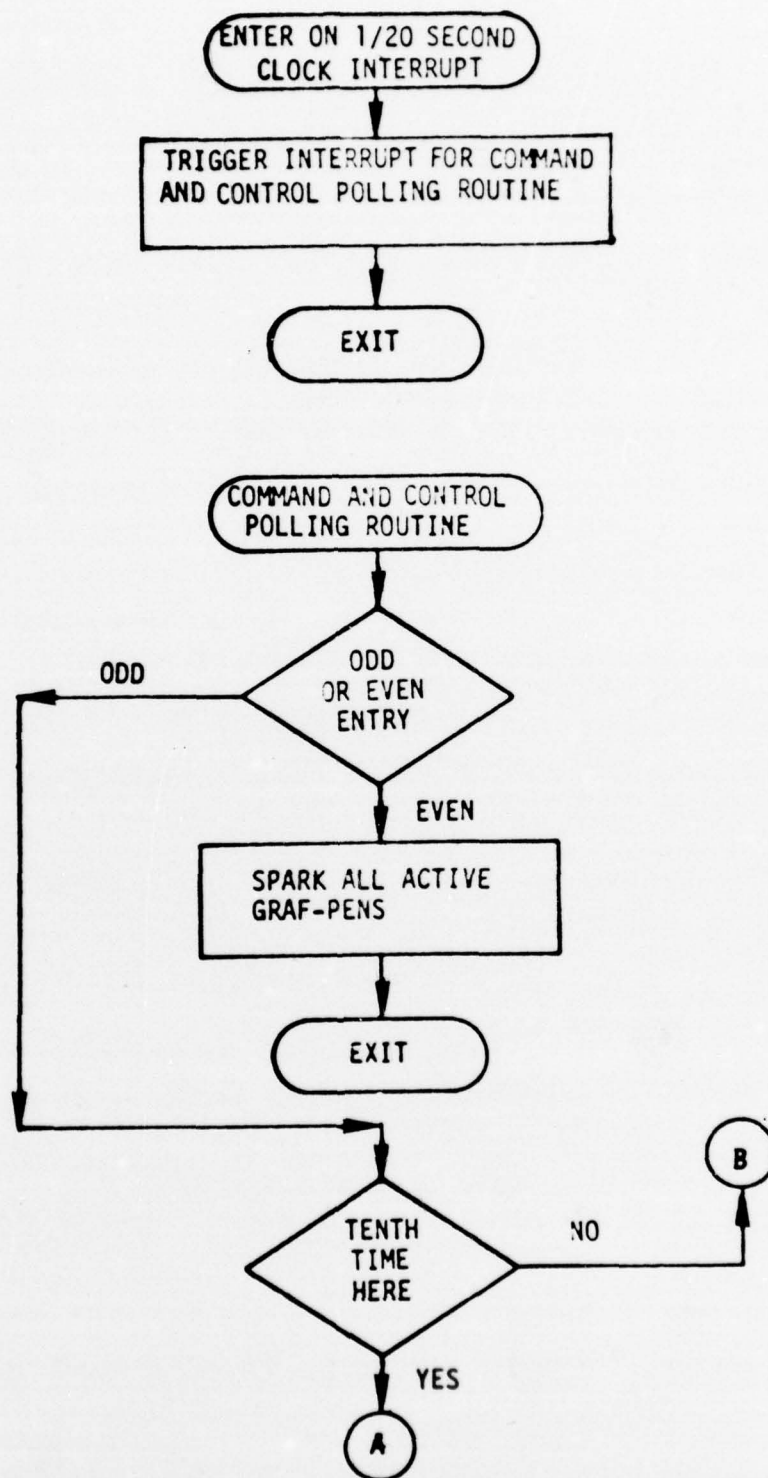 ENTER ON 1/20 SECOND
CLOCK INTERRUPT
TRIGGER INTERRUPT FOR COMMAND
AND CONTROL POLLING ROUTINE
EXIT
COMMAND AND CONTROL
POLLING ROUTINE
ODD
OR EVEN
ENTRY
ODD
EVEN
SPARK ALL ACTIVE
GRAF-PENS
EXIT
B
TENTH
TIME
HERE
NO
YES
A